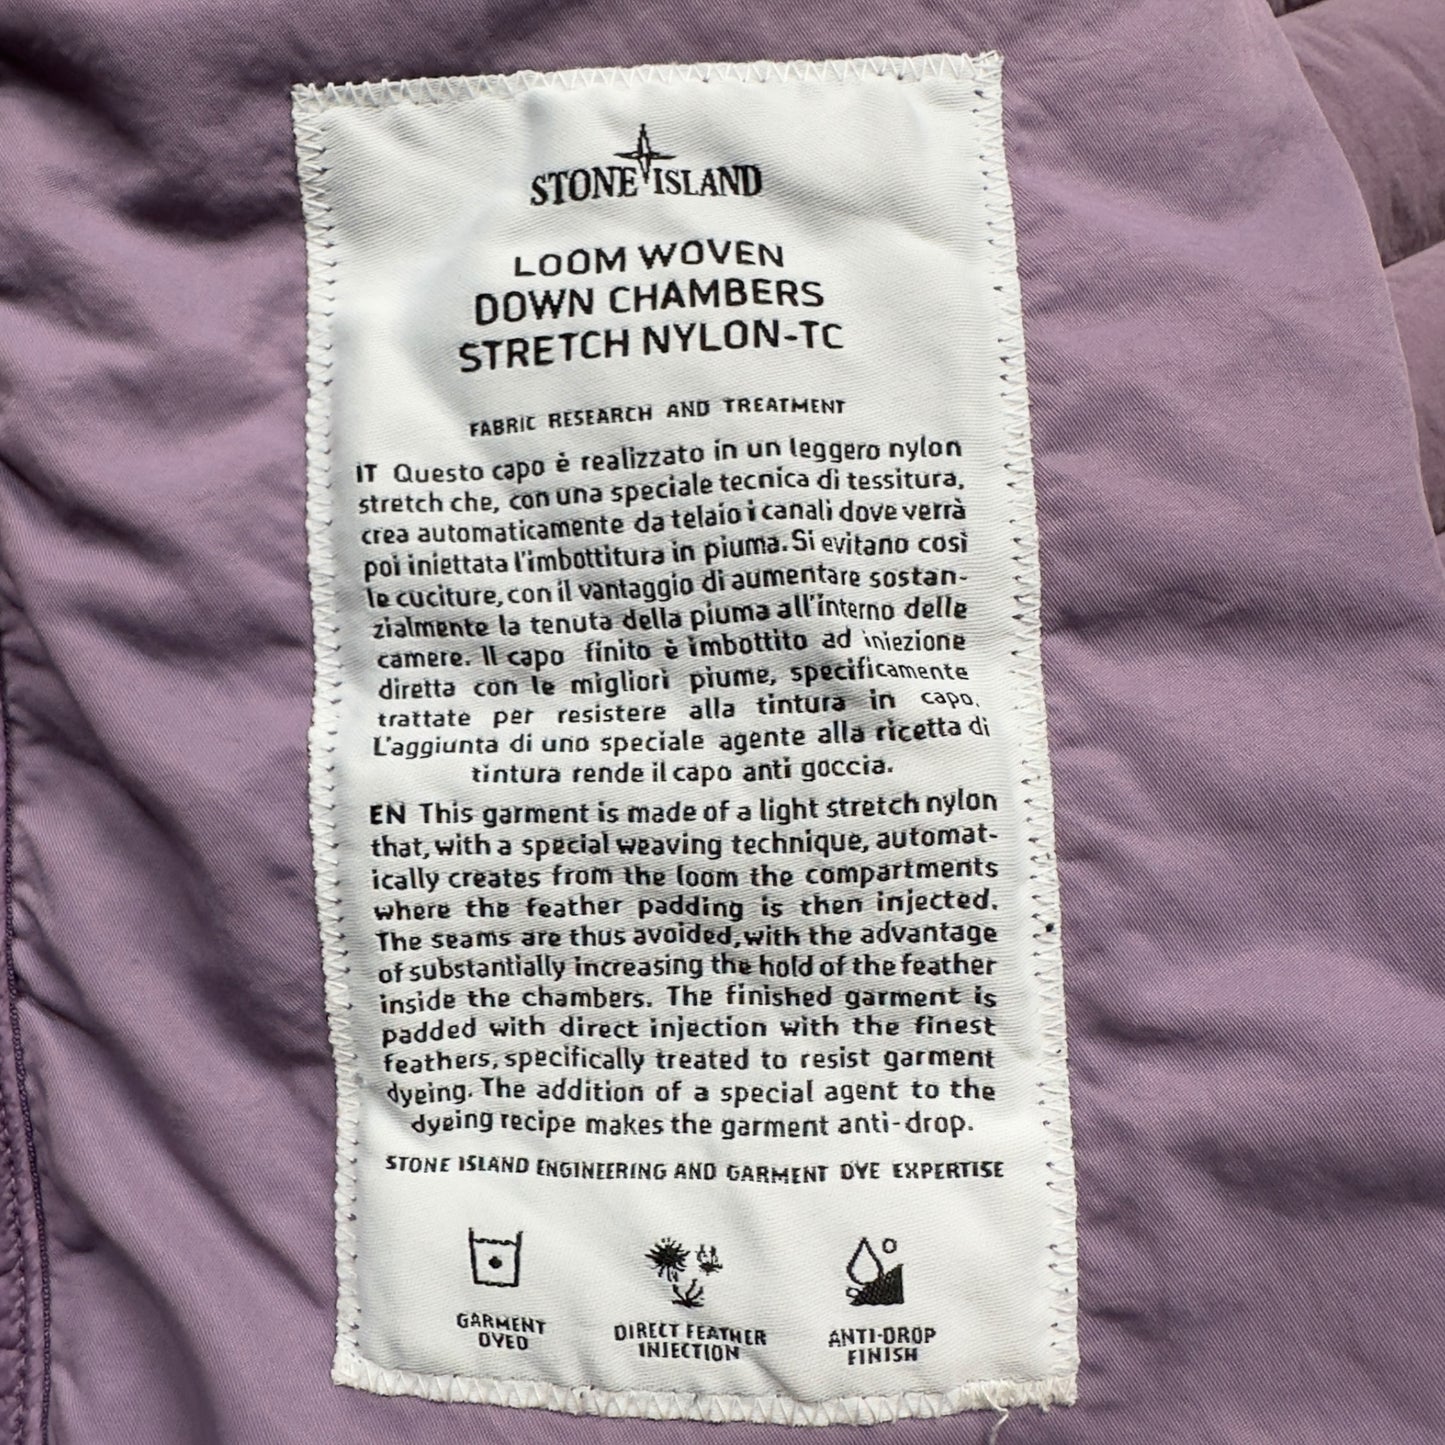 STONE ISLAND
LOOM WOVEN
DOWN CHAMBERS
STRETCH NYLON-TC
FABRIC RESEARCH AND TREATMENT
IT Questo capo è realizzato in un leggero nylon
stretch che, con una speciale tecnica di tessitura,
crea automaticamente da telaio i canali dove verrà
poi iniettata l'imbottitura in piuma. Si evitano così
le cuciture, con il vantaggio di aumentare sostan-
zialmente la tenuta della piuma all'interno delle
camere. Il capo finito è imbottito ad iniezione
diretta con le migliori piume, specificamente
trattate per resistere alla tintura in capo.
L'aggiunta di uno speciale agente alla ricetta di
tintura rende il capo anti goccia.
EN This garment is made of a light stretch nylon
that, with a special weaving technique, automat-
ically creates from the loom the compartments
where the feather padding is then injected.
The seams are thus avoided, with the advantage
of substantially increasing the hold of the feather
inside the chambers. The finished garment is
padded with direct injection with the finest
feathers, specifically treated to resist garment
dyeing. The addition of a special agent to the
dyeing recipe makes the garment anti-drop.
STONE ISLAND ENGINEERING AND GARMENT DYE EXPERTISE
GARMENT
DYED
DIRECT FEATHER
INJECTION
ANTI-DROP
FINISH